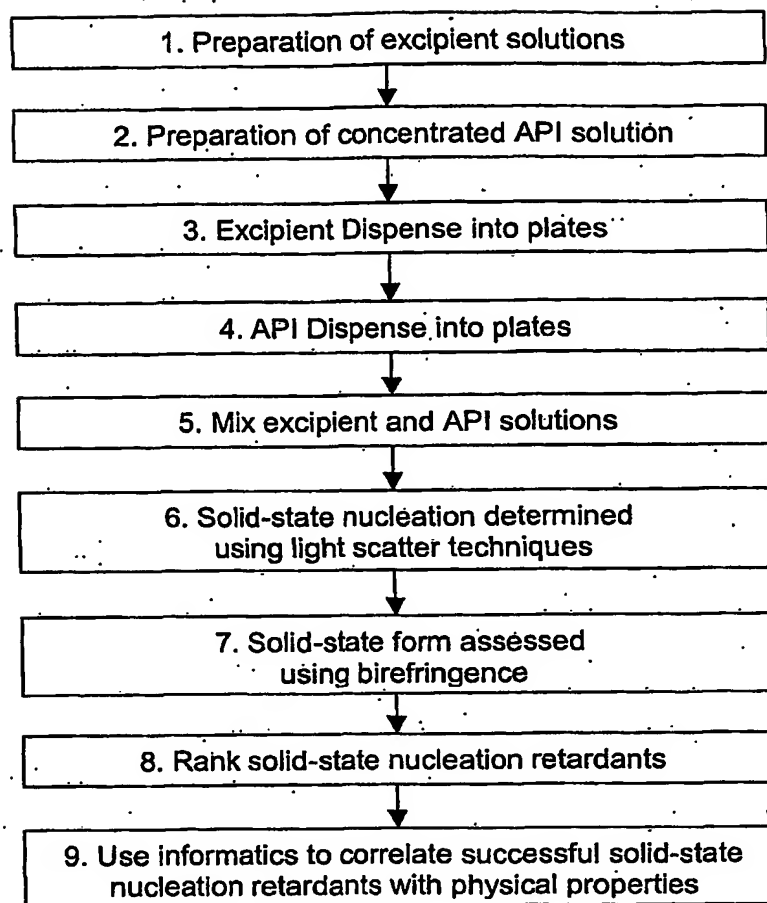 1. Preparation of excipient solutions
2. Preparation of concentrated API solution
3. Excipient Dispense into plates
4. API Dispense into plates
5. Mix excipient and API solutions
6. Solid-state nucleation determined
using light scatter techniques
7. Solid-state form assessed
using birefringence
8. Rank solid-state nucleation retardants
9. Use informatics to correlate successful solid-state
nucleation retardants with physical properties